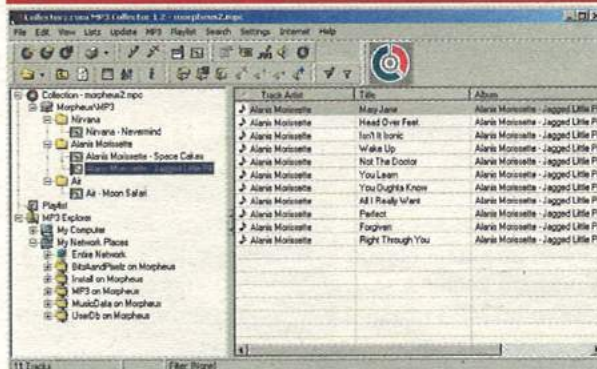 Collectorz.com MP3 Collector 1.2 - morpheus2.mpc
File Edit View Lists Update MP3 Playlist Search Settings Internet Help
Collection - morpheus2.mpc
Morpheus\MP3
Nirvana
Nirvana - Nevermind
Alanis Morissette
Alanis Morissette - Space Cakes
Alanis Morissette - Jagged Little P
Air
Air - Moon Safari
Playlist
MP3 Explorer
My Computer
My Network Places
Entire Network
BitsAandPixelz on Morpheus
Install on Morpheus
MP3 on Morpheus
MusicData on Morpheus
UserDb on Morpheus
Track Artist Title Album
Alanis Morissette Mary Jane Alanis Morissette - Jagged Little P
Alanis Morissette Head Over Feet Alanis Morissette - Jagged Little P
Alanis Morissette Isn't It Ironic Alanis Morissette - Jagged Little P
Alanis Morissette Wake Up Alanis Morissette - Jagged Little P
Alanis Morissette Not The Doctor Alanis Morissette - Jagged Little P
Alanis Morissette You Learn Alanis Morissette - Jagged Little P
Alanis Morissette You Oughta Know Alanis Morissette - Jagged Little P
Alanis Morissette All I Really Want Alanis Morissette - Jagged Little P
Alanis Morissette Perfect Alanis Morissette - Jagged Little P
Alanis Morissette Forgiven Alanis Morissette - Jagged Little P
Alanis Morissette Right Through You Alanis Morissette - Jagged Little P
11 Tracks Filter (None)